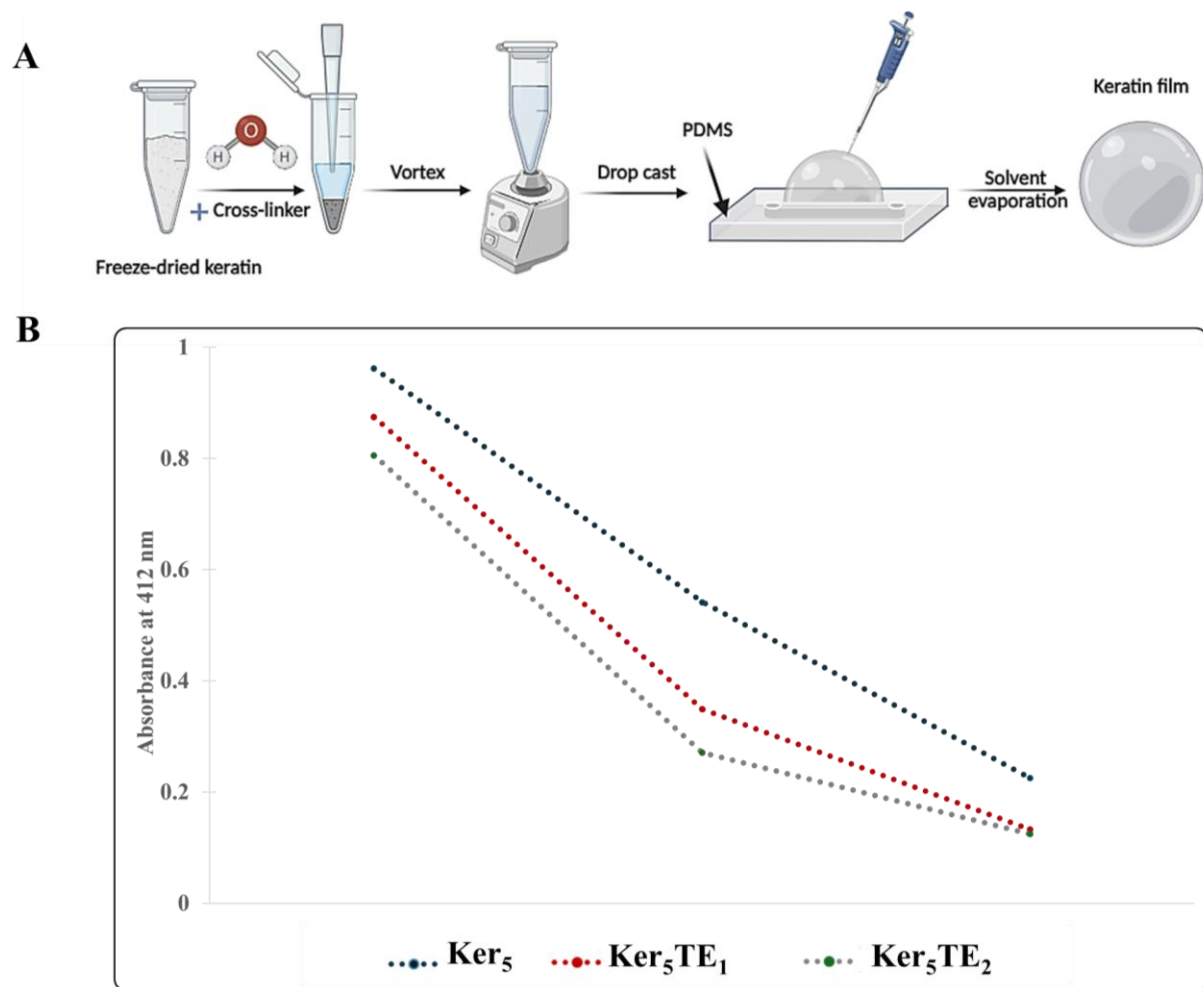 A
H O H
+ Cross-linker
Freeze-dried keratin
Vortex
Drop cast
PDMS
Solvent
evaporation
Keratin film
B
Absorbance at 412 nm
1
0.8
0.6
0.4
0.2
0
Ker₅
Ker₅TE₁
Ker₅TE₂